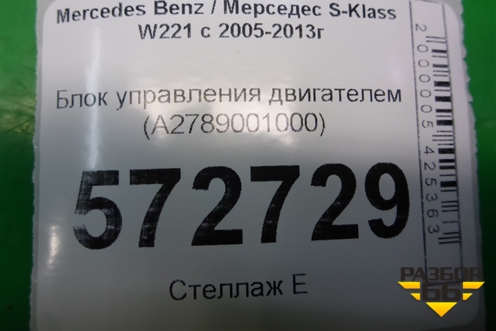 Mercedes Benz / Мерседес S-Klass
W221 с 2005-2013г
Блок управления двигателем
(A2789001000)
572729
Стеллаж Е
2000005425363
РАЗБОР
66